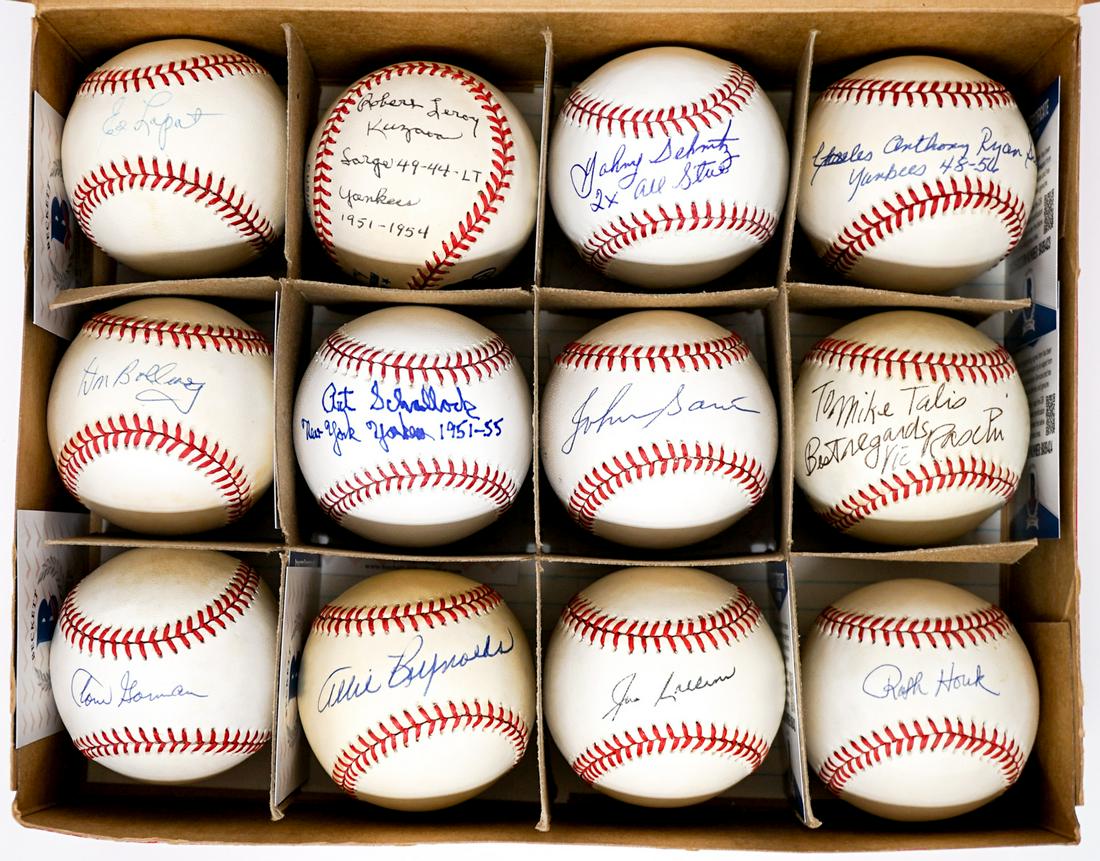 Ed Lopat
Robert Leroy
Kuzava
Sarge 49-44-LT
Yankees
1951-1954
Johnny Schmitz
2x All Star
Charles Anthony Ryan
Yankees 48-56
BECKETT
Don Bollweg
Art Schallock
New York Yankees 1951-55
Johnny Sain
To Mike Talis
Best regards
Vic Raschi
BECKETT
Tom Gorman
Allie Reynolds
Ralph Houk